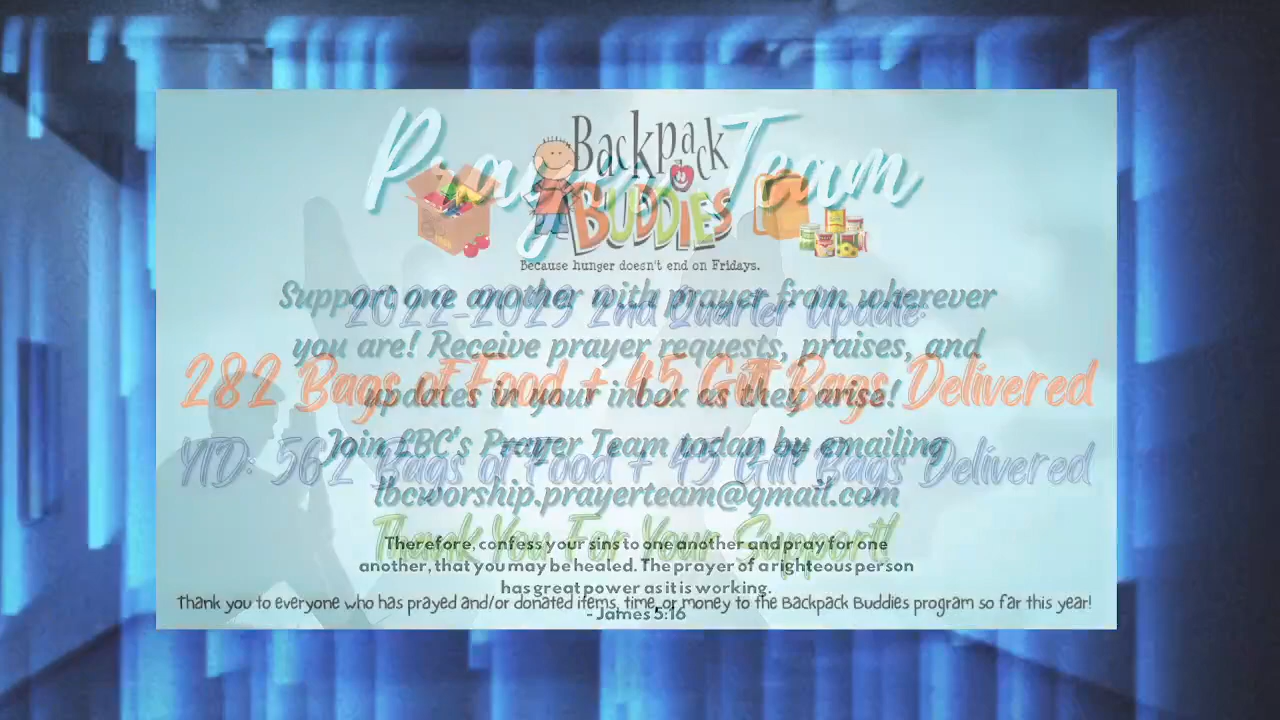 Prayer Team
Backpack
BUDDIES
Because hunger doesn't end on Fridays.
Support one another with prayer from wherever
2022-2023 2nd Quarter Update:
you are! Receive prayer requests, praises, and
282 Bags of Food + 45 Gift Bags Delivered
updates in your inbox as they arise!
Join LBC's Prayer Team today by emailing
YTD: 562 Bags of Food + 45 Gift Bags Delivered
lbcworship.prayerteam@gmail.com
Thank You For Your Support!
Therefore, confess your sins to one another and pray for one
another, that you may be healed. The prayer of a righteous person
has great power as it is working.
Thank you to everyone who has prayed and/or donated items, time, or money to the Backpack Buddies program so far this year!
- James 5:16